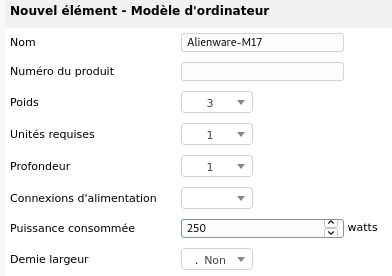 Nouvel élément - Modèle d'ordinateur
Nom Alienware-M17
Numéro du produit
Poids 3
Unités requises 1
Profondeur 1
Connexions d'alimentation
Puissance consommée 250 watts
Demie largeur . Non